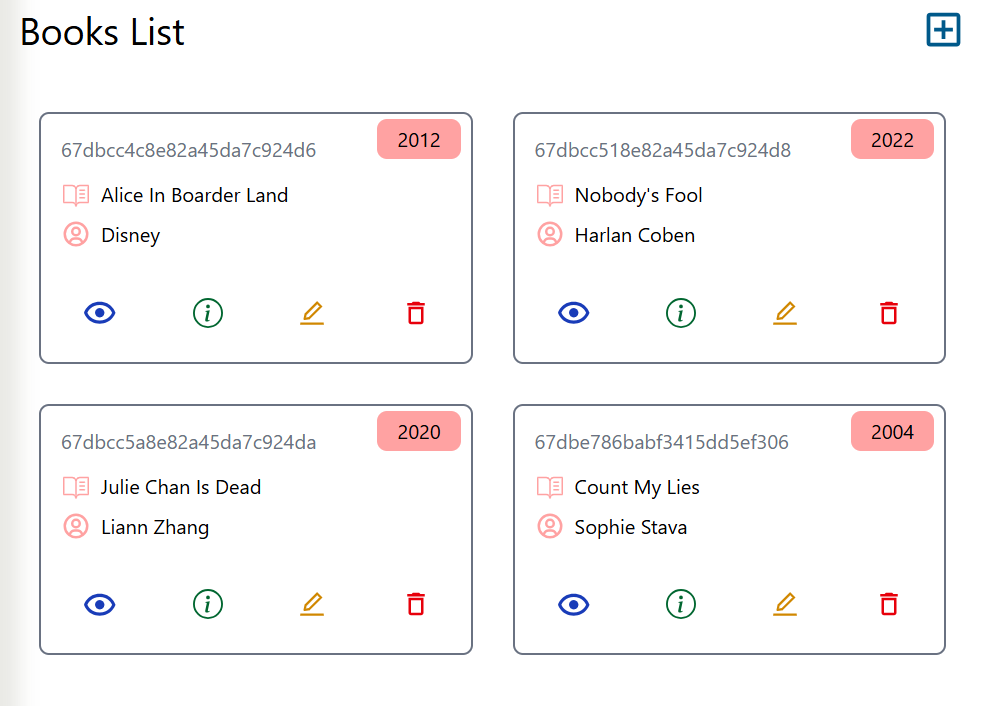 Books List
67dbcc4c8e82a45da7c924d6
2012
Alice In Boarder Land
Disney
67dbcc518e82a45da7c924d8
2022
Nobody's Fool
Harlan Coben
67dbcc5a8e82a45da7c924da
2020
Julie Chan Is Dead
Liann Zhang
67dbe786babf3415dd5ef306
2004
Count My Lies
Sophie Stava